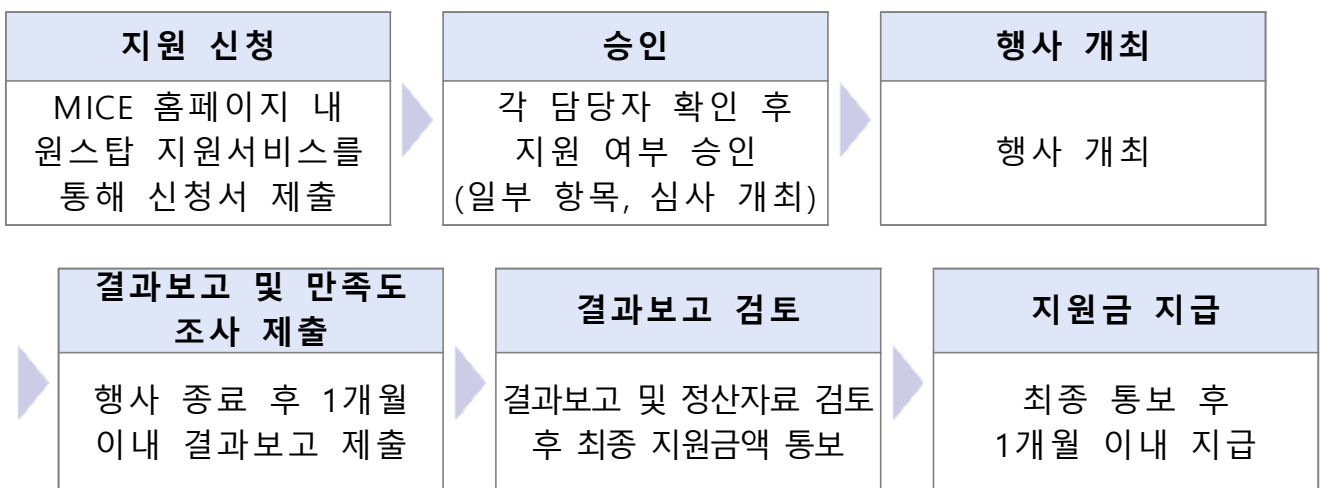 지원 신청
MICE 홈페이지 내
원스탑 지원서비스를
통해 신청서 제출
승인
각 담당자 확인 후
지원 여부 승인
(일부 항목, 심사 개최)
행사 개최
행사 개최
결과보고 및 만족도
조사 제출
행사 종료 후 1개월
이내 결과보고 제출
결과보고 검토
결과보고 및 정산자료 검토
후 최종 지원금액 통보
지원금 지급
최종 통보 후
1개월 이내 지급